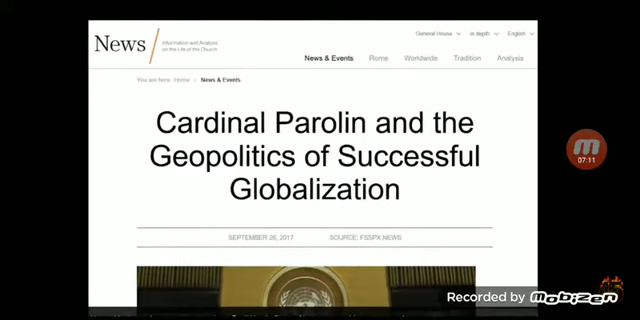 General House in depth English
News / Information and Analysis
on the Life of the Church
News & Events Rome Worldwide Tradition Analysis
You are here: Home News & Events
Cardinal Parolin and the
Geopolitics of Successful
Globalization
SEPTEMBER 26, 2017 SOURCE: FSSPX.NEWS
M
07:11
Recorded by mobizen